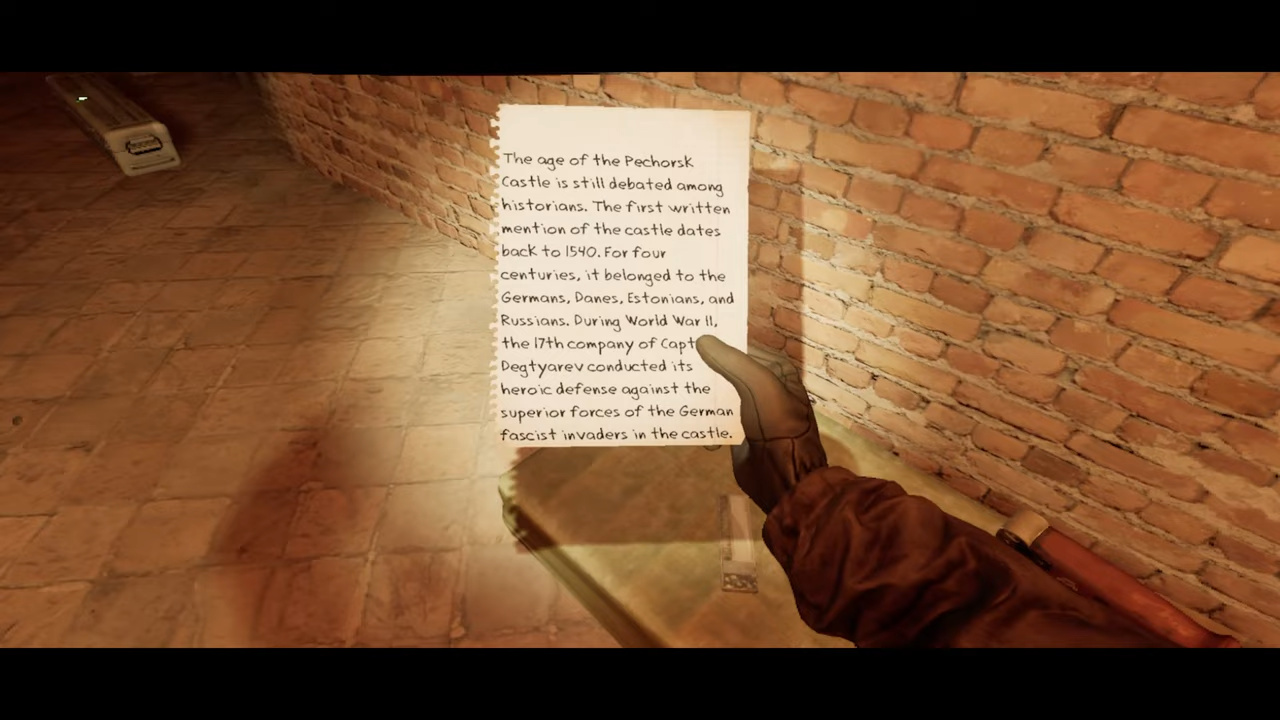 The age of the Pechorsk
Castle is still debated among
historians. The first written
mention of the castle dates
back to 1540. For four
centuries, it belonged to the
Germans, Danes, Estonians, and
Russians. During World War II,
the 17th company of Capt
Degtyarev conducted its
heroic defense against the
superior forces of the German
fascist invaders in the castle.